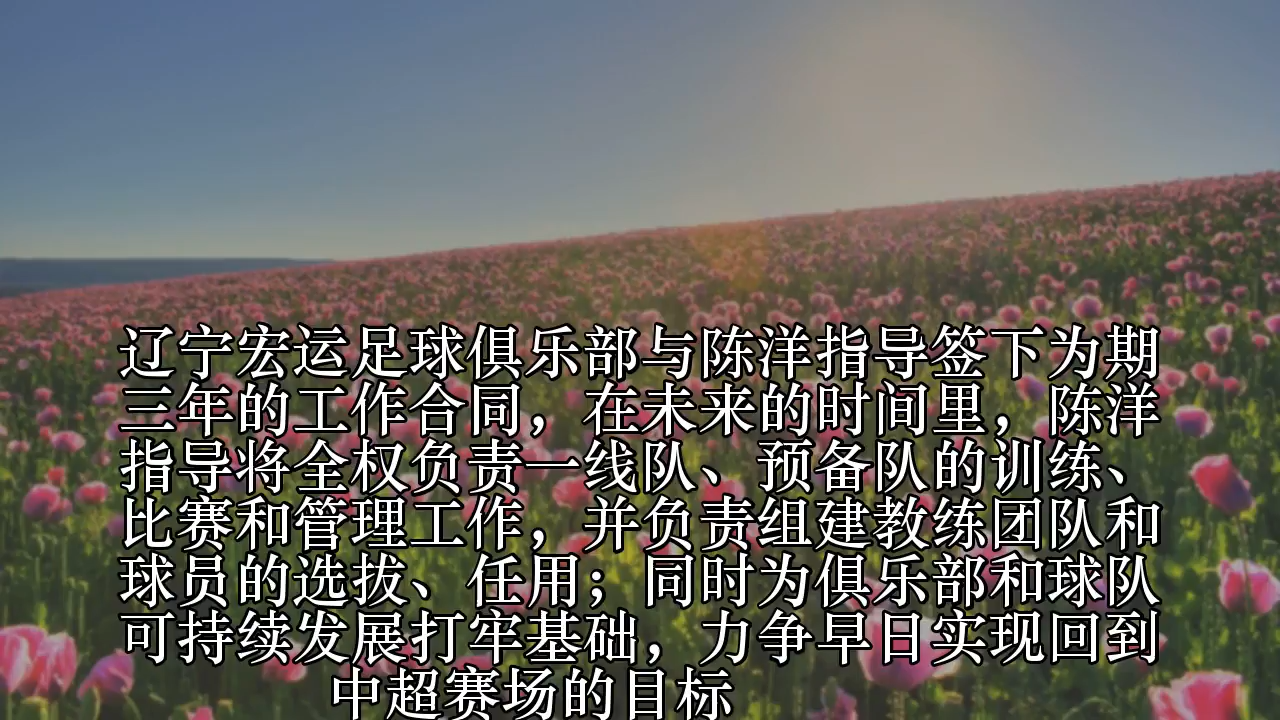 辽宁宏运足球俱乐部与陈洋指导签下为期
三年的工作合同，在未来的时间里，陈洋
指导将全权负责一线队、预备队的训练、
比赛和管理工作，并负责组建教练团队和
球员的选拔、任用；同时为俱乐部和球队
可持续发展打牢基础，力争早日实现回到
中超赛场的目标